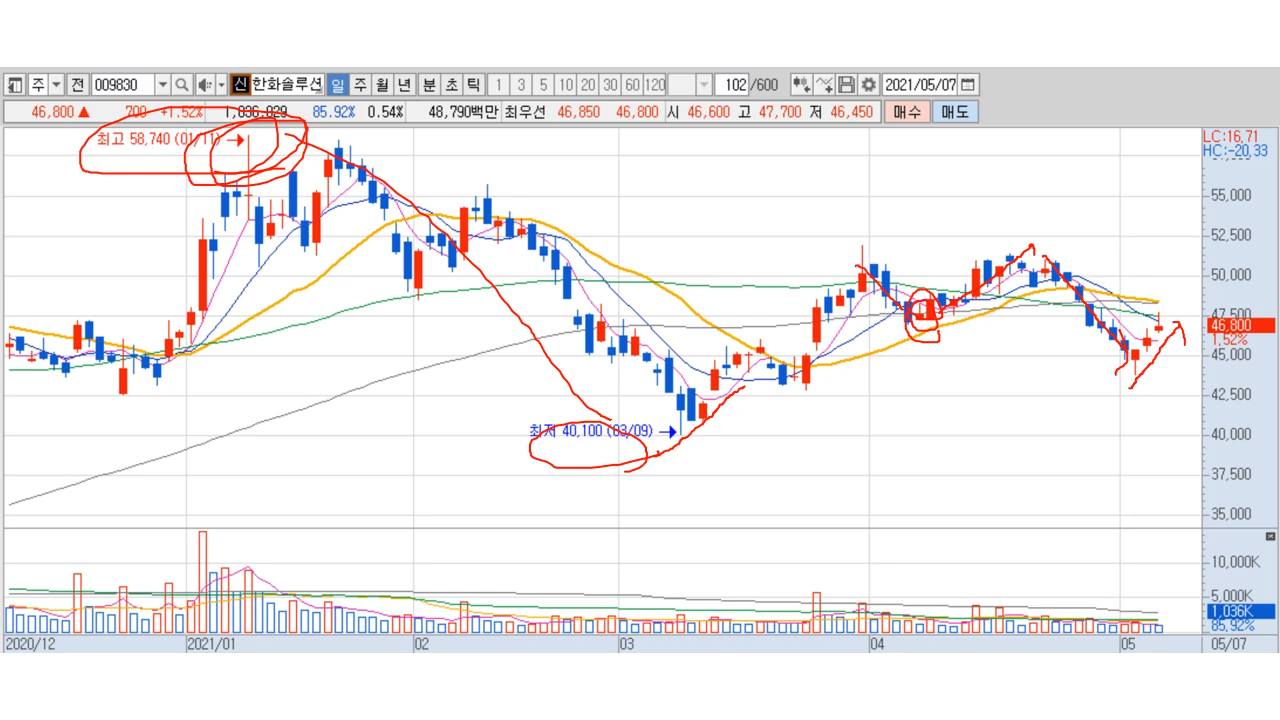 주 전 009830 신 한화솔루션 일 주 월 년 분 초 틱 1 3 5 10 20 30 60 120 102 /600 2021/05/07
46,800 ▲ 700 +1.52% 1,036,029 85.92% 0.54% 48,790백만 최우선 46,850 46,800 시 46,600 고 47,700 저 46,450 매수 매도
최고 58,740 (01/11)
LC:16.71
HC:-20.33
55,000
52,500
50,000
47,500
46,800
1.52%
45,000
42,500
최저 40,100 (03/09)
40,000
37,500
35,000
10,000K
5,000K
1,036K
85.92%
2020/12 2021/01 02 03 04 05 05/07